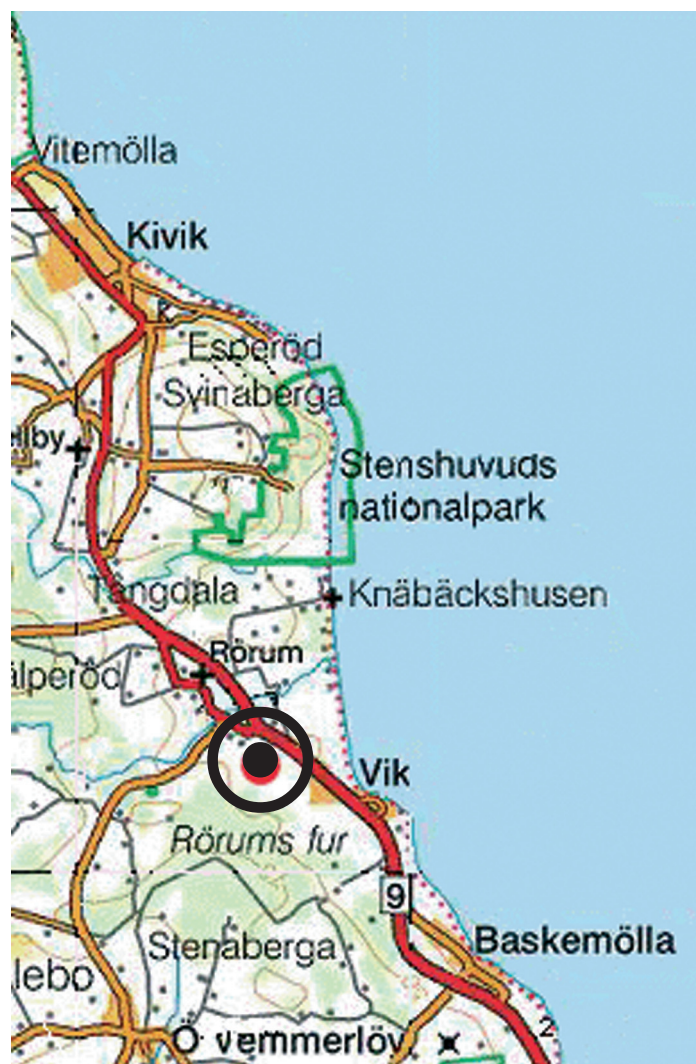 Vitemölla
Kivik
Esperöd
Svinaberga
Stenshuvuds
nationalpark
Tångdala
Knäbäckshusen
Rörum
Vik
Rörums fur
9
Stenaberga
Baskemölla
Ö vemmerlöv